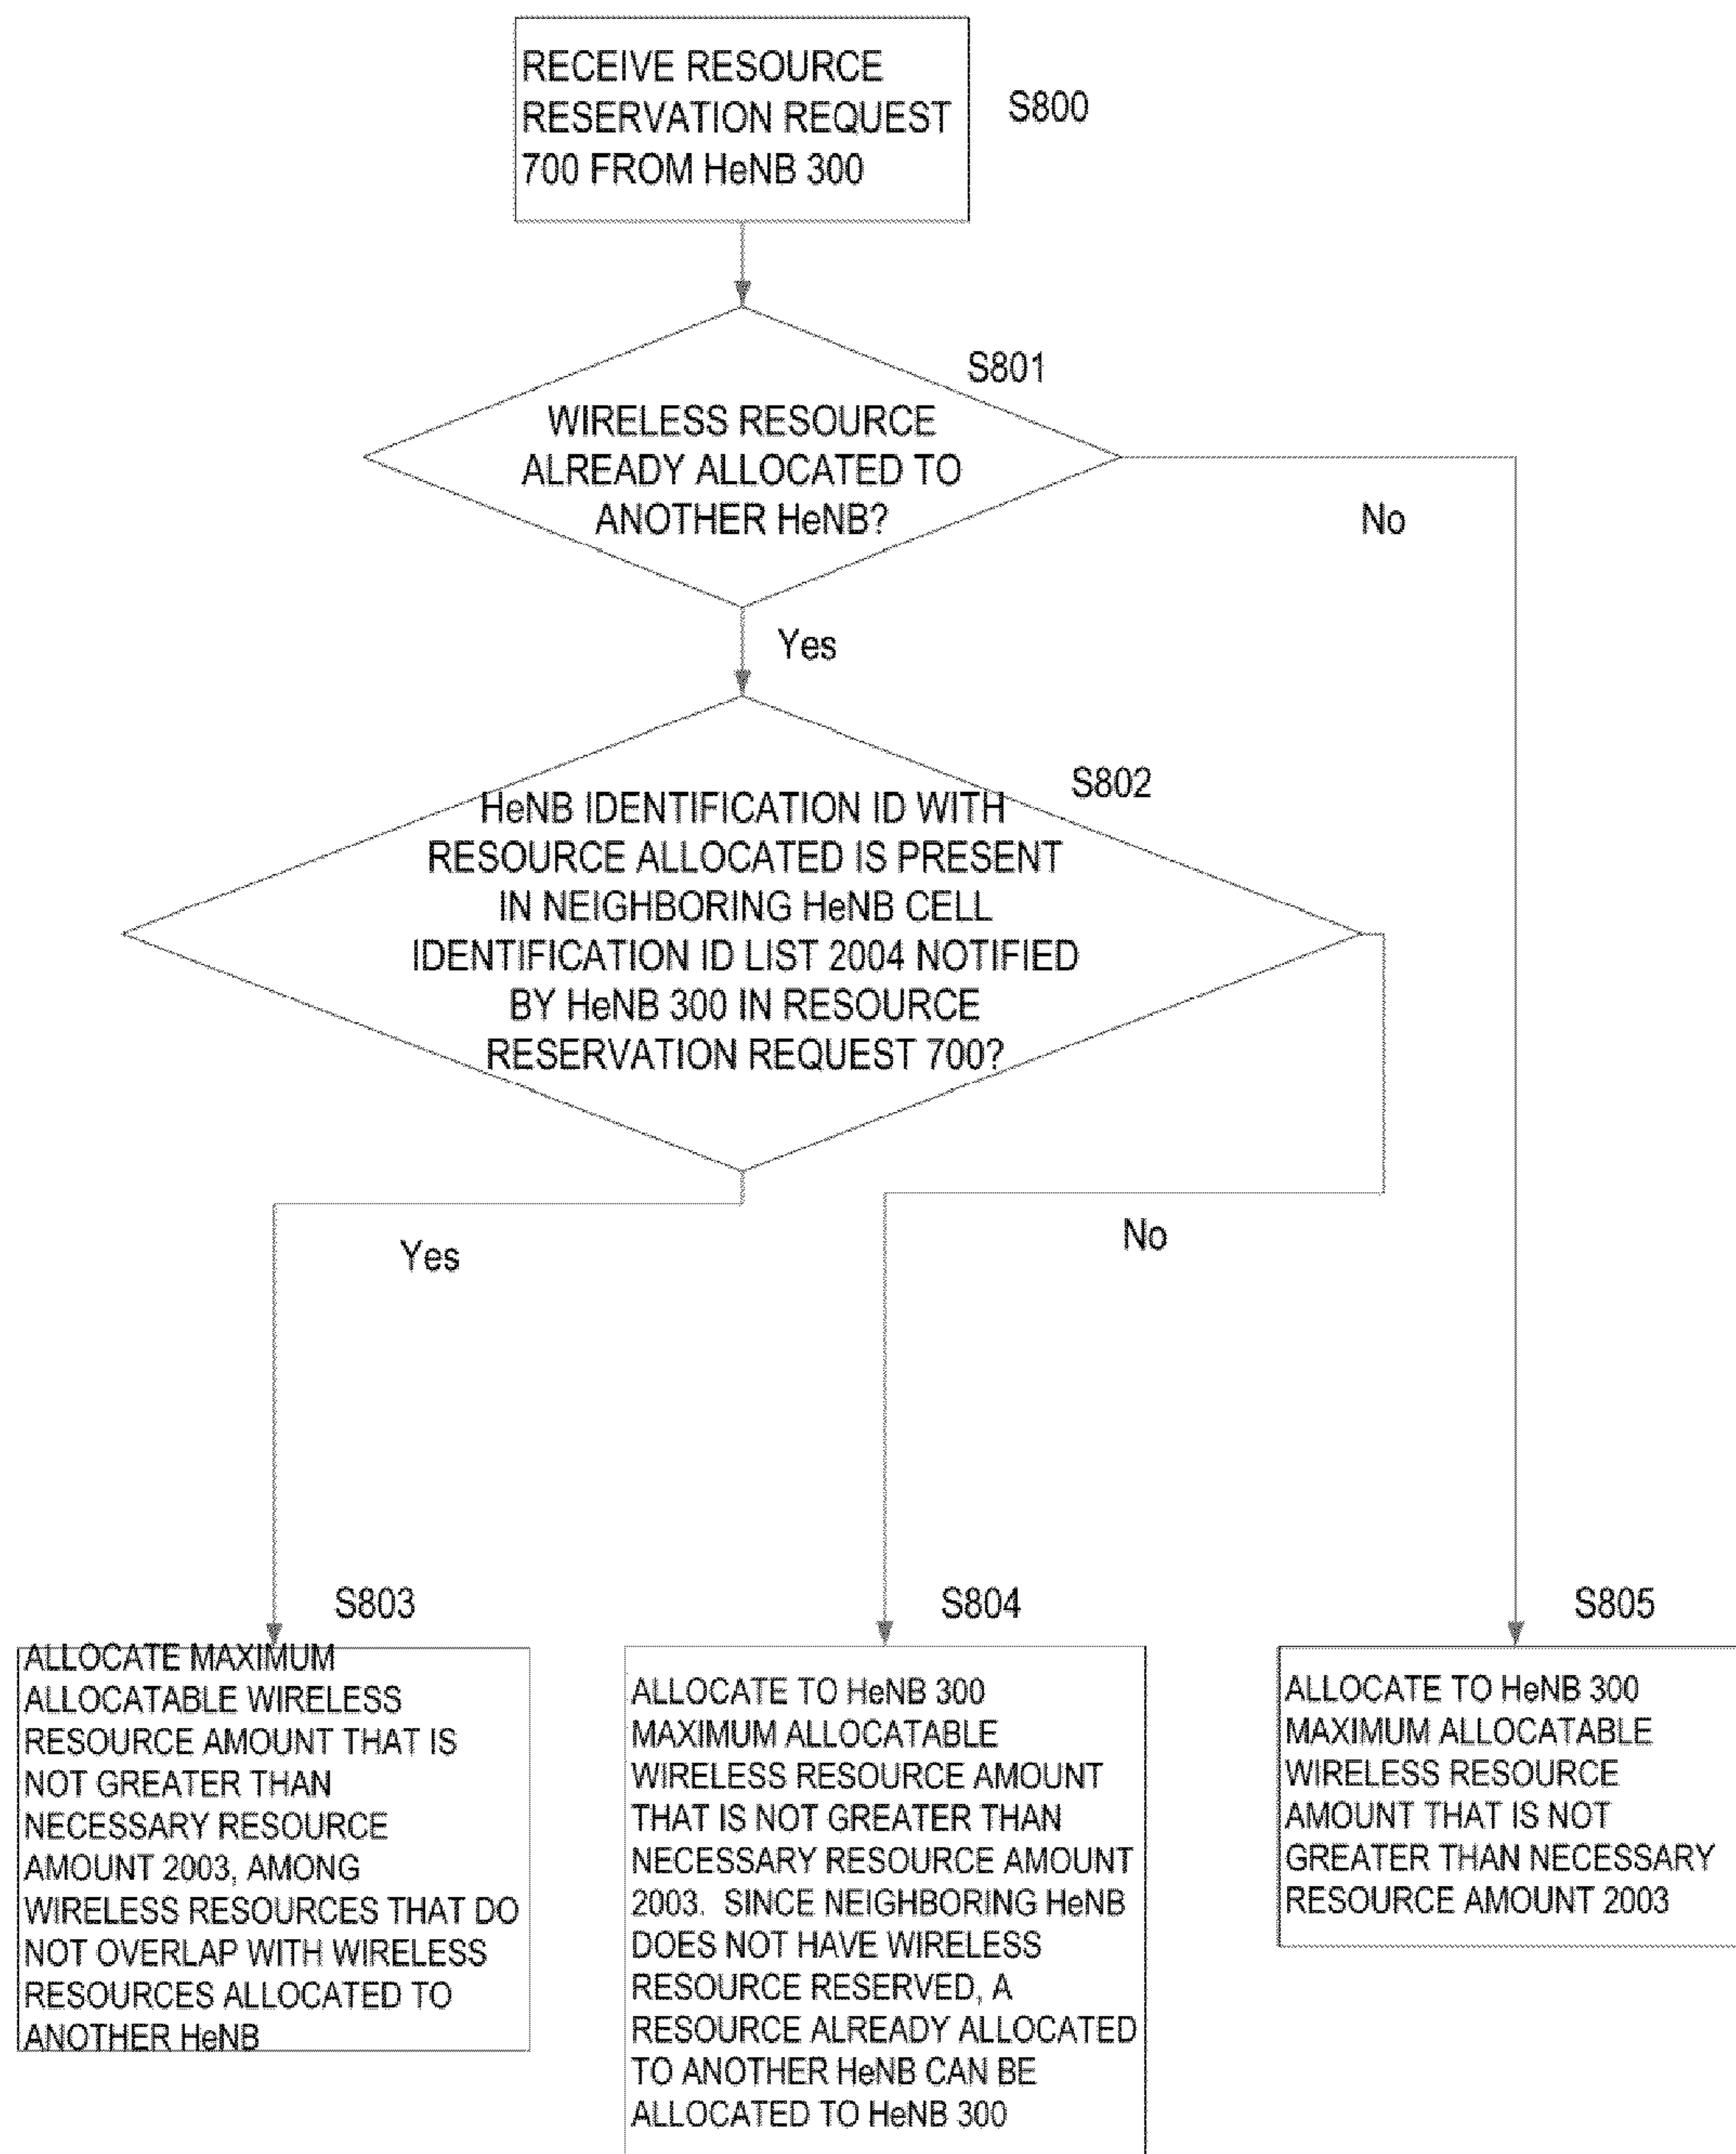 RECEIVE RESOURCE
RESERVATION REQUEST
700 FROM HeNB 300
S800
S801
WIRELESS RESOURCE
ALREADY ALLOCATED TO
ANOTHER HeNB?
No
Yes
S802
HeNB IDENTIFICATION ID WITH
RESOURCE ALLOCATED IS PRESENT
IN NEIGHBORING HeNB CELL
IDENTIFICATION ID LIST 2004 NOTIFIED
BY HeNB 300 IN RESOURCE
RESERVATION REQUEST 700?
Yes
No
S803
ALLOCATE MAXIMUM
ALLOCATABLE WIRELESS
RESOURCE AMOUNT THAT IS
NOT GREATER THAN
NECESSARY RESOURCE
AMOUNT 2003, AMONG
WIRELESS RESOURCES THAT DO
NOT OVERLAP WITH WIRELESS
RESOURCES ALLOCATED TO
ANOTHER HeNB
S804
ALLOCATE TO HeNB 300
MAXIMUM ALLOCATABLE
WIRELESS RESOURCE AMOUNT
THAT IS NOT GREATER THAN
NECESSARY RESOURCE AMOUNT
2003. SINCE NEIGHBORING HeNB
DOES NOT HAVE WIRELESS
RESOURCE RESERVED, A
RESOURCE ALREADY ALLOCATED
TO ANOTHER HeNB CAN BE
ALLOCATED TO HeNB 300
S805
ALLOCATE TO HeNB 300
MAXIMUM ALLOCATABLE
WIRELESS RESOURCE
AMOUNT THAT IS NOT
GREATER THAN NECESSARY
RESOURCE AMOUNT 2003